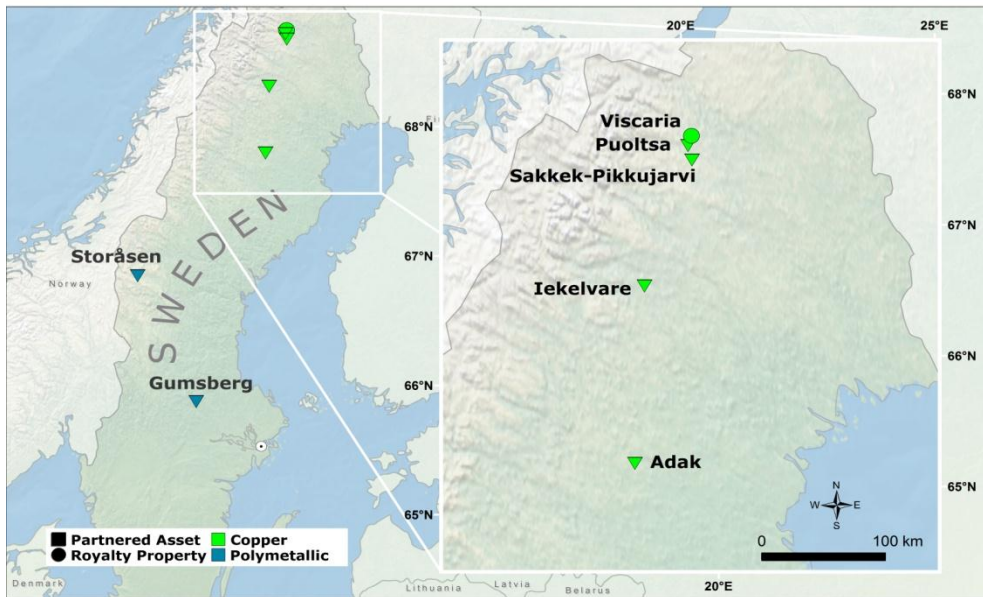 20°E
25°E
68°N
Viscaria
Puoltsa
Sakkek-Pikkujarvi
68°N
67°N
SWEDEN
Storåsen
Norway
67°N
Iekelvare
66°N
Gumsberg
66°N
Adak
65°N
65°N
N
W E
S
Partnered Asset Copper
Royalty Property Polymetallic
0 100 km
20°E
Denmark
Lithuania
Latvia
Belarus